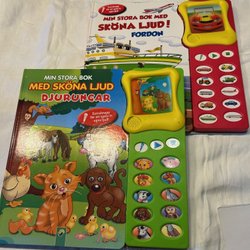 MIN STORA BOK MED
SKÖNA LJUD!
FORDON
MIN STORA BOK
MED SKÖNA LJUD
DJURUNGAR